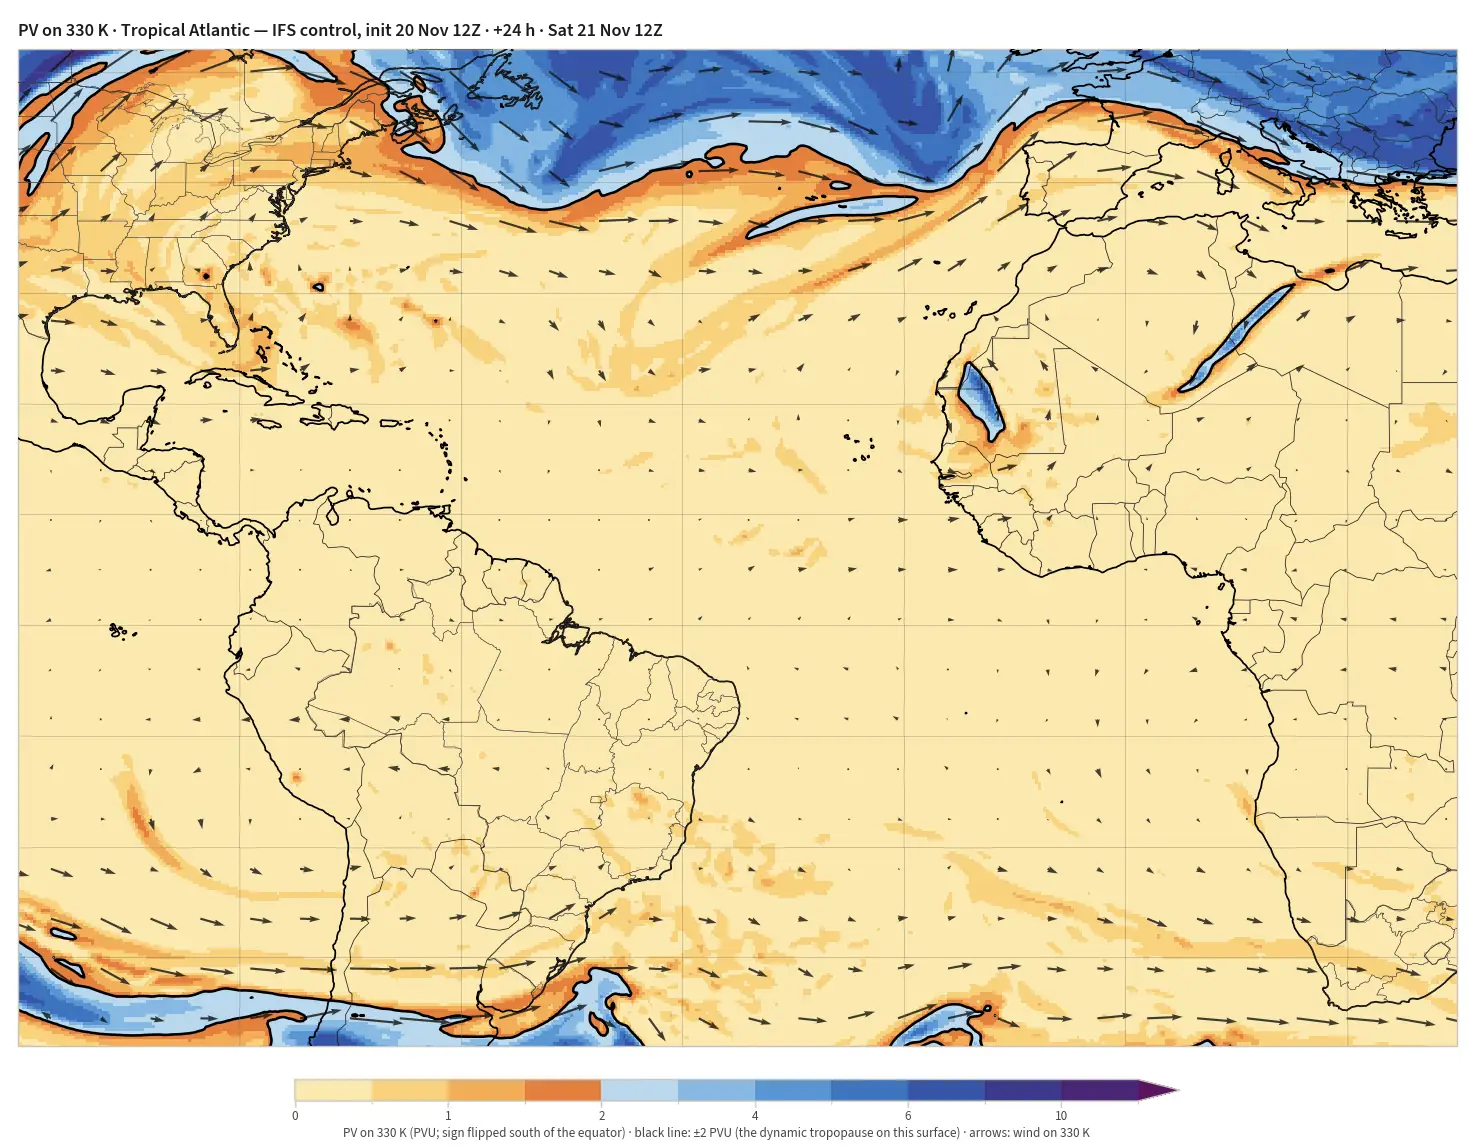 PV on 330 K · Tropical Atlantic — IFS control, init 20 Nov 12Z · +24 h · Sat 21 Nov 12Z
0 1 2 4 6 10
PV on 330 K (PVU; sign flipped south of the equator) · black line: ±2 PVU (the dynamic tropopause on this surface) · arrows: wind on 330 K